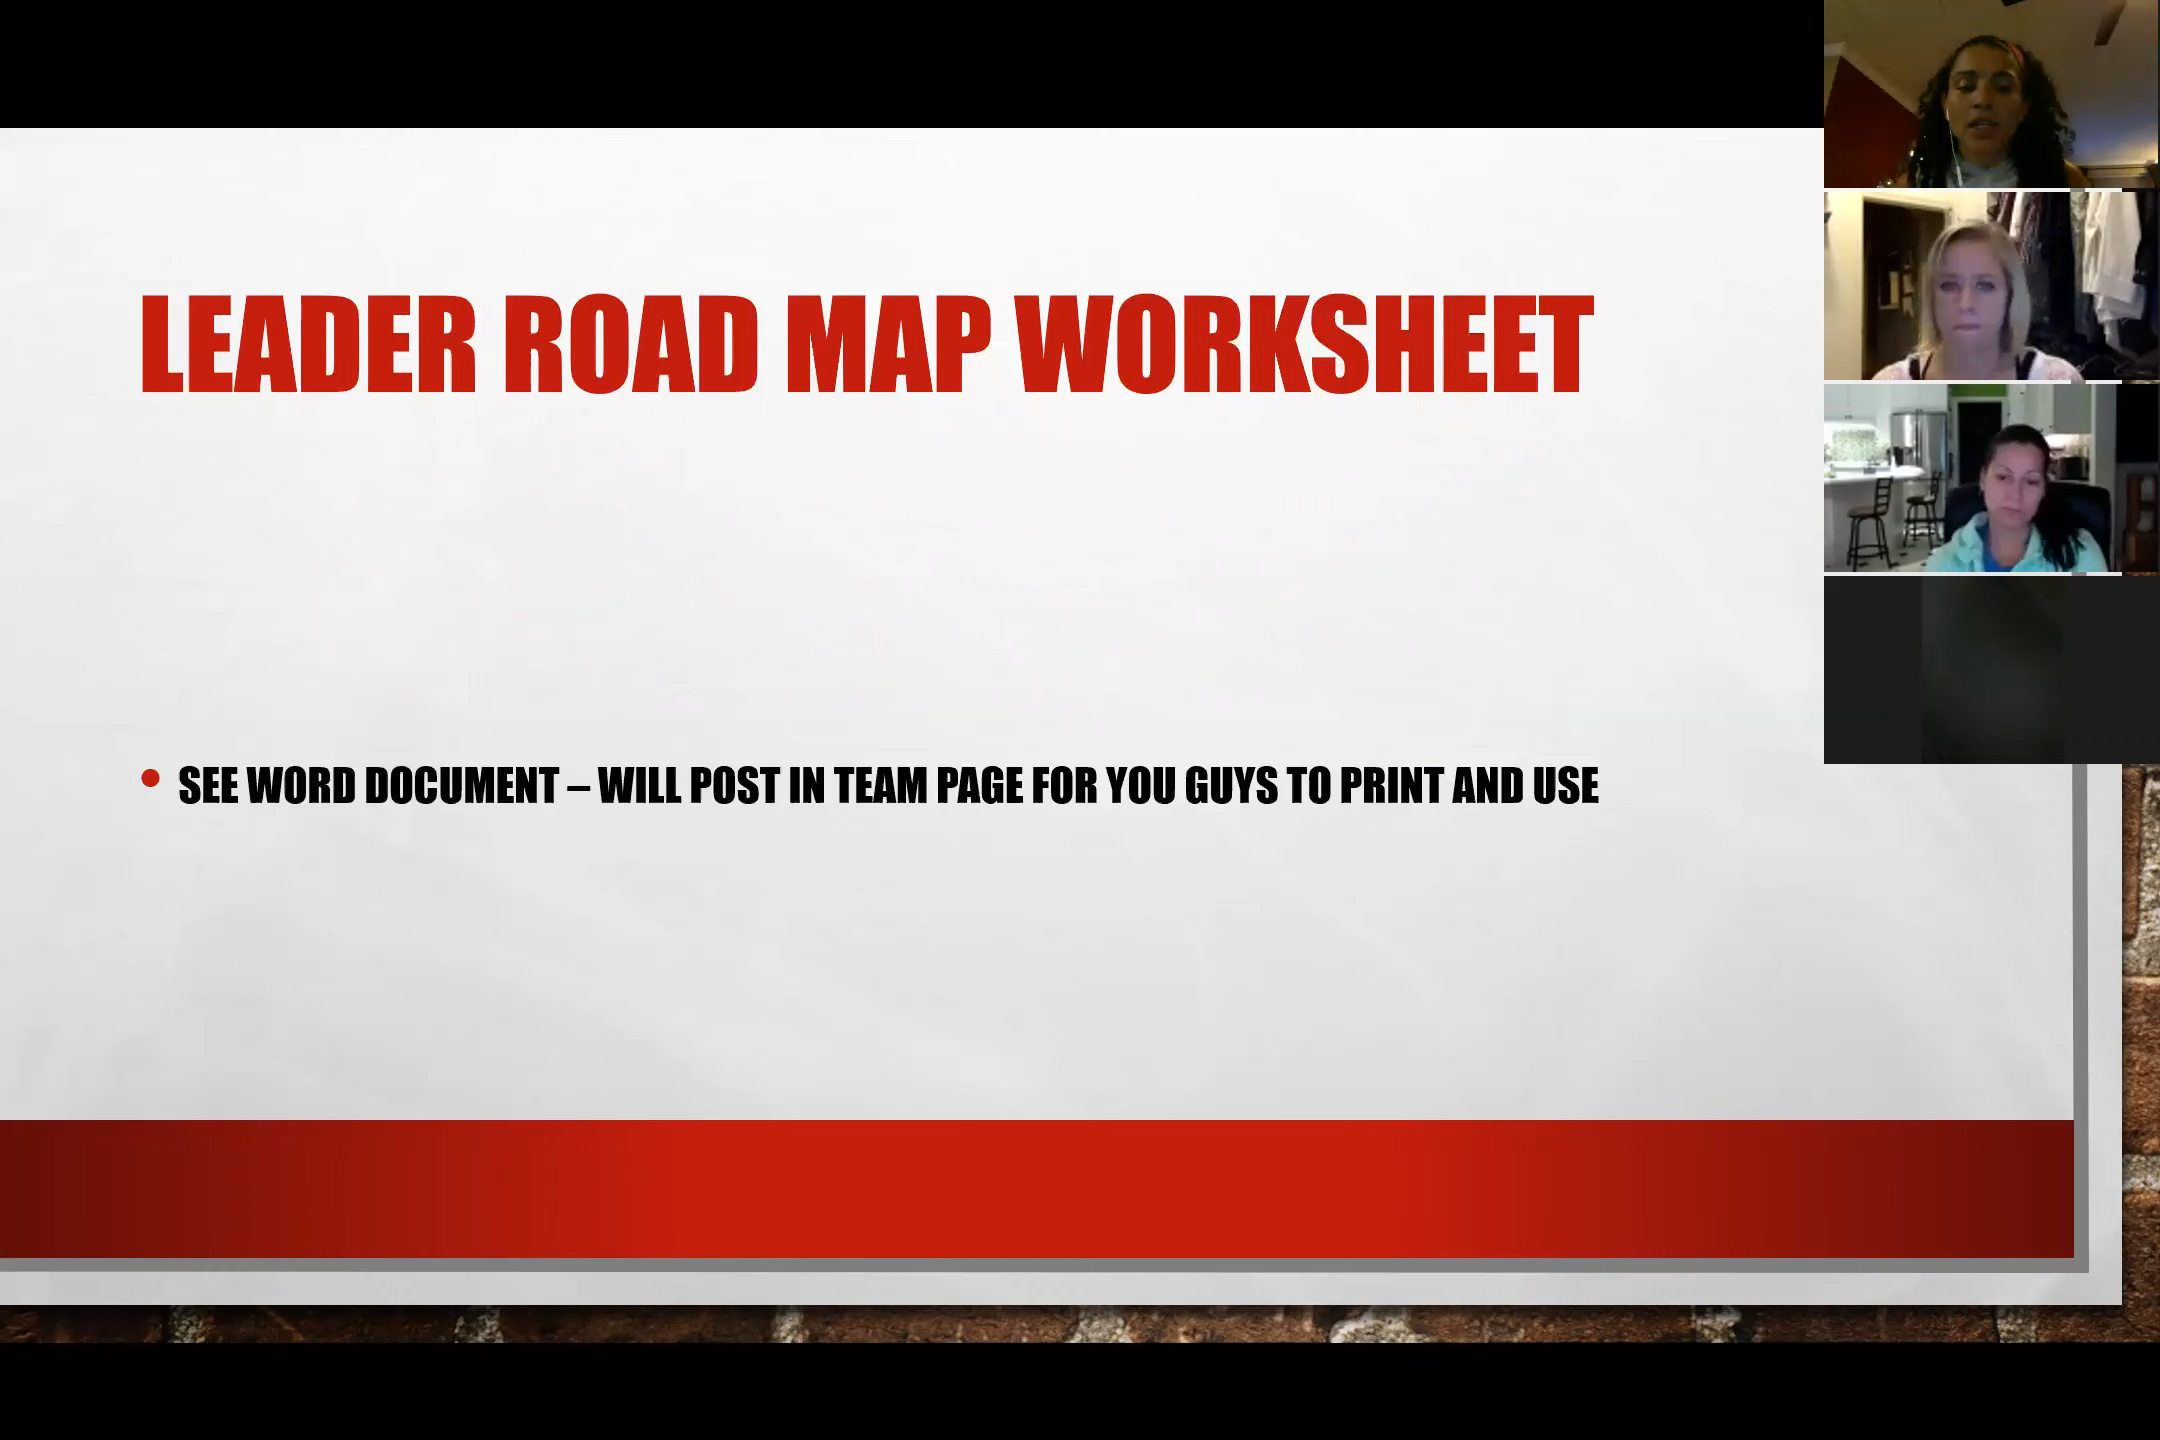 LEADER ROAD MAP WORKSHEET
• SEE WORD DOCUMENT – WILL POST IN TEAM PAGE FOR YOU GUYS TO PRINT AND USE